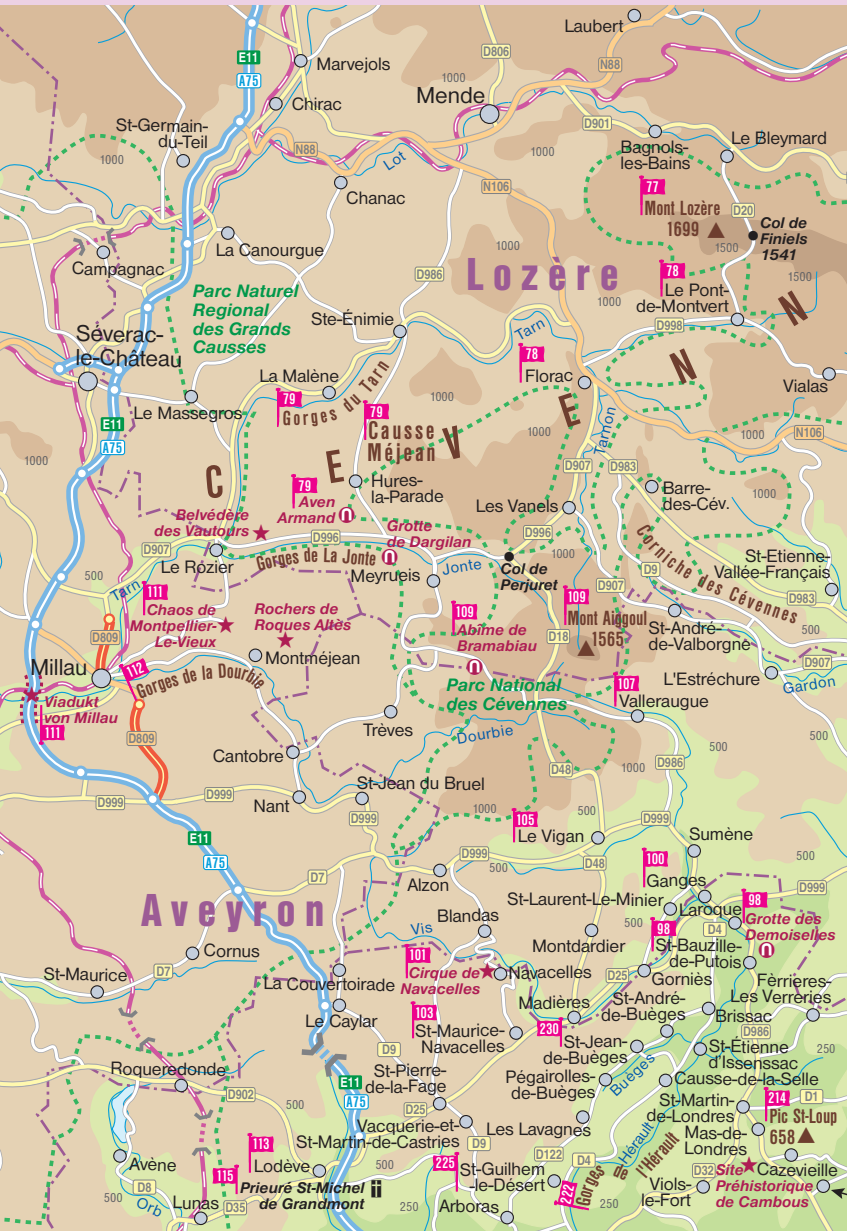 Laubert
D806
N88
E11
A75
Marvejols
1000
Mende
Chirac
D901
St-Germain-
du-Teil
1000
N88
Lot
1000
Bagnols-
les-Bains
Le Bleymard
N106
77
Mont Lozère
1699
D20
Chanac
Col de
Finiels
1541
1500
La Canourgue
1000
Campagnac
D986
Lozère
78
Le Pont-
de-Montvert
1500
Parc Naturel
Regional
des Grands
Causses
1000
Ste-Énimie
Tarn
D998
Séverac-
le-Château
78
Florac
La Malène
Gorges du Tarn
Vialas
79
1000
Le Massegros
79
Causse
Méjean
CEVENN
E11
A75
1000
Tarnon
1000
N106
1000
D907
D983
Hures-
la-Parade
79
Aven
Armand
Barre-
des-Cév.
Les Vanels
Belvédère
des Vautours
Grotte
de Dargilan
D996
D996
D907
Le Rozier
Gorges de La Jonte
Meyrueis
Jonte
1000
Corniche des Cévennes
St-Etienne-
Vallée-Français
Col de
Perjuret
D9
D907
500
Tarn
111
D983
Chaos de
Montpellier-
Le-Vieux
Rochers de
Roques Altès
109
Abîme de
Bramabiau
109
Mont Aigoul
1565
St-André-
de-Valborgne
500
D809
D18
Millau
112
Gorges de la Dourbie
Montméjean
D907
L'Estréchure
Gardon
Parc National
des Cévennes
107
Valleraugue
Viadukt
von Millau
111
D809
Trèves
Dourbie
500
500
Cantobre
D986
D48
1000
St-Jean du Bruel
D999
D999
Nant
1000
500
D999
105
Le Vigan
D999
Sumène
E11
A75
D999
500
D48
500
100
Ganges
D7
Alzon
D999
St-Laurent-Le-Minier
Laroque
98
Grotte des
Demoiselles
Aveyron
Blandas
Vis
500
98
D4
Cornus
Montdardier
St-Bauzille-
de-Putois
St-Maurice
D7
101
Cirque de
Navacelles
Navacelles
D25
Gorniès
La Couvertoirade
Ferrières-
Les Verreries
Madières
St-André-
de-Buèges
Brissac
Le Caylar
103
St-Maurice-
Navacelles
230
D986
St-Jean-
de-Buèges
D9
250
St-Étienne
d'Issenssac
Roqueredonde
St-Pierre-
de-la-Fage
Pégairolles-
de-Buèges
Buèges
Causse-de-la-Selle
E11
A75
D902
500
D25
St-Martin-
de-Londres
214
D1
Pic St-Loup
658
Vacquerie-et-
St-Martin-de-Castries
Les Lavagnes
Mas-de-
Londres
113
Lodève
D9
500
D122
D4
Hérault
Gorges de
l'Hérault
Avène
115
225
St-Guilhem
-le-Désert
D32
Site
Préhistorique
de Cambous
Cazevieille
Prieuré St-Michel
de Grandmont
D8
500
Orb
222
Viols-
le-Fort
Lunas
D35
250
Arboras
250